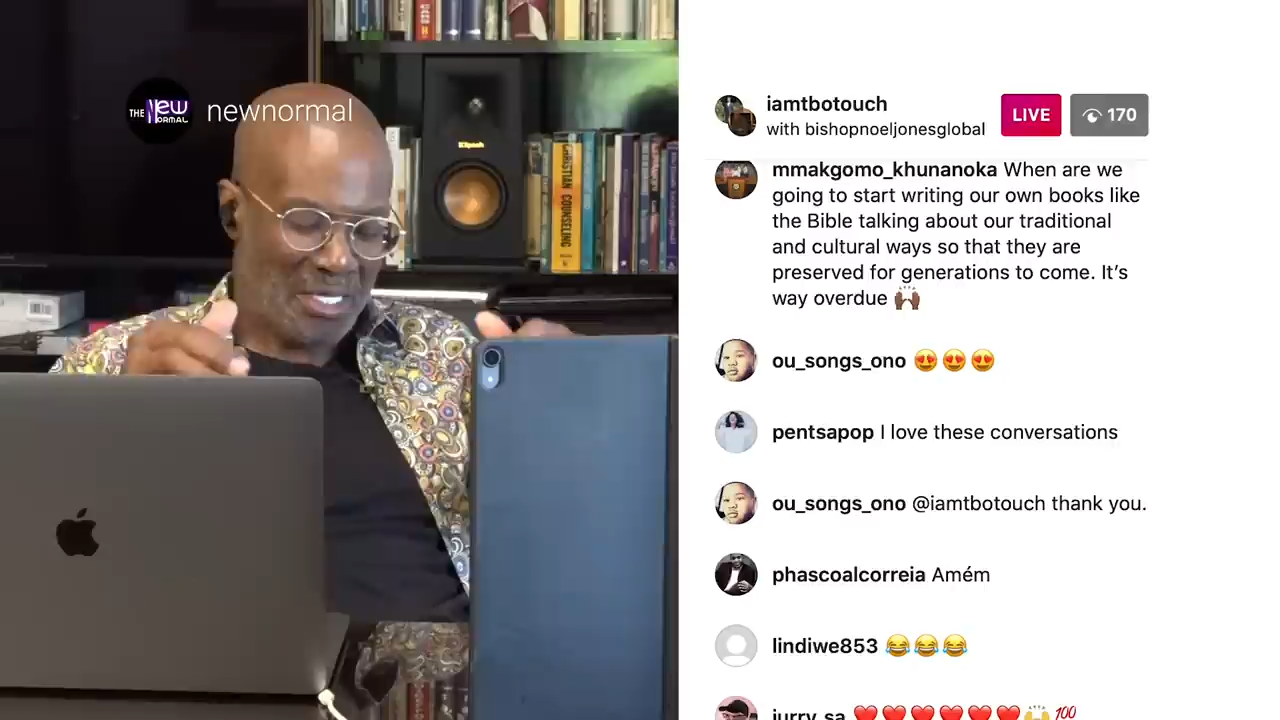 THE New NORMAL
newnormal
Klipsch
CHRISTIAN COUNSELING
iamtbotouch
with bishopnoeljonesglobal
LIVE
170
mmakgomo_khunanoka When are we
going to start writing our own books like
the Bible talking about our traditional
and cultural ways so that they are
preserved for generations to come. It's
way overdue 🙌🏾
ou_songs_ono 😍😍😍
pentsapop I love these conversations
ou_songs_ono @iamtbotouch thank you.
phascoalcorreia Amém
lindiwe853 😂😂😂
jurry_sa ❤️❤️❤️❤️❤️❤️🙌🏻💯